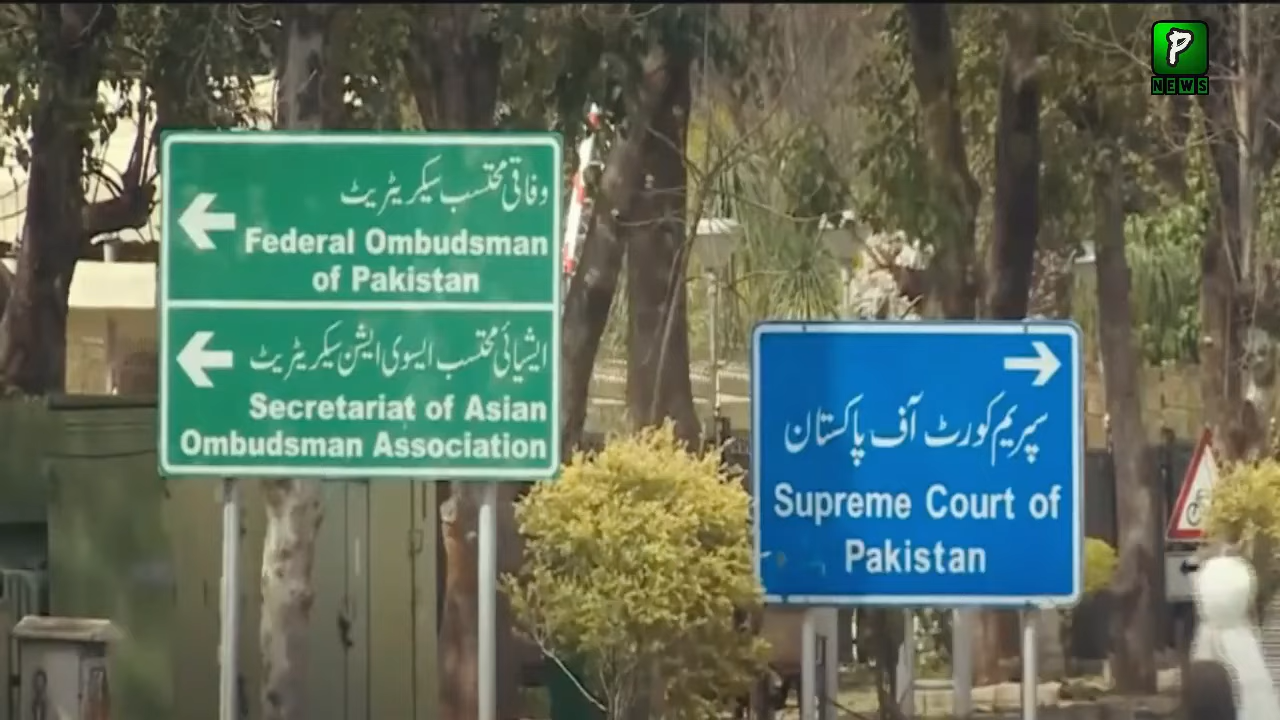 وفاقی محتسب سیکریٹریٹ
Federal Ombudsman
of Pakistan
ایشیائی محتسب ایسوی ایشن سیکریٹریٹ
Secretariat of Asian
Ombudsman Association
سپریم کورٹ آف پاکستان
Supreme Court of
Pakistan
P
NEWS